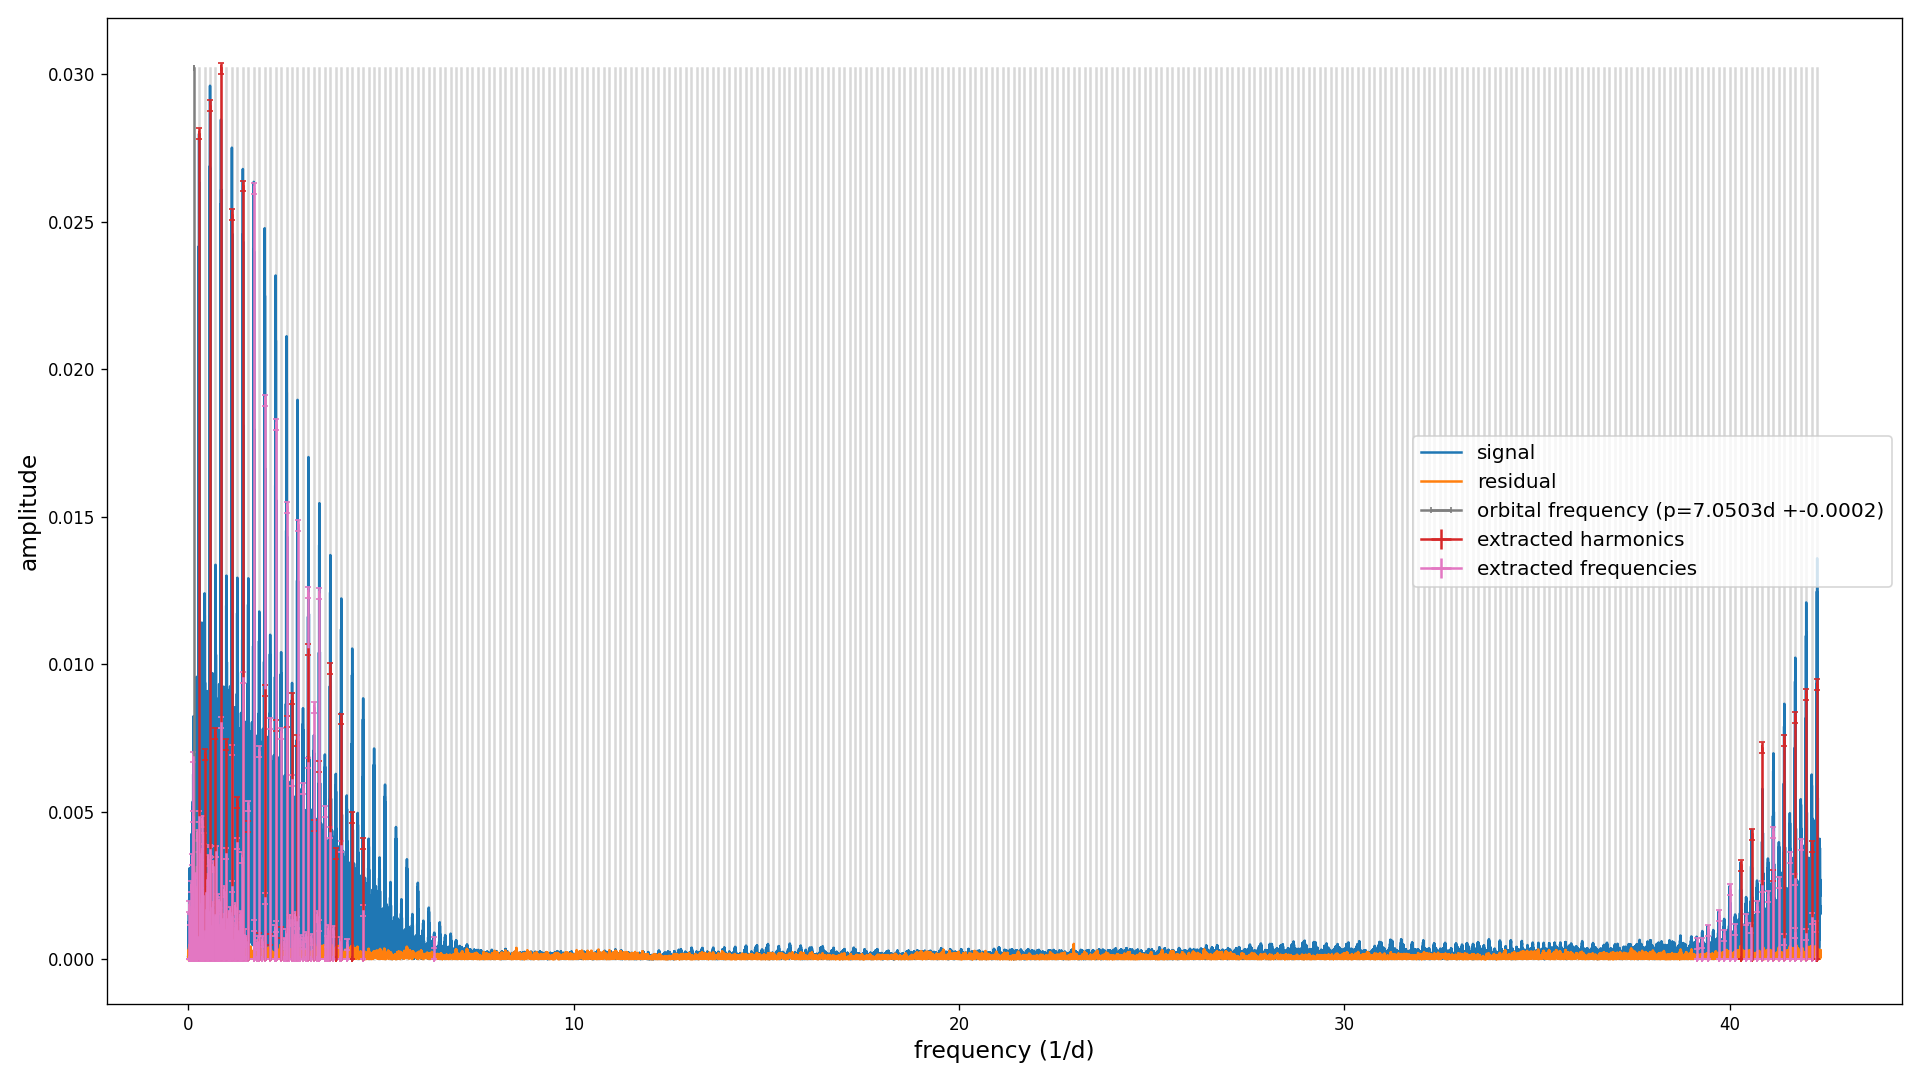 0.030
0.025
0.020
0.015
0.010
0.005
0.000
amplitude
signal
residual
orbital frequency (p=7.0503d +-0.0002)
extracted harmonics
extracted frequencies
0 10 20 30 40
frequency (1/d)